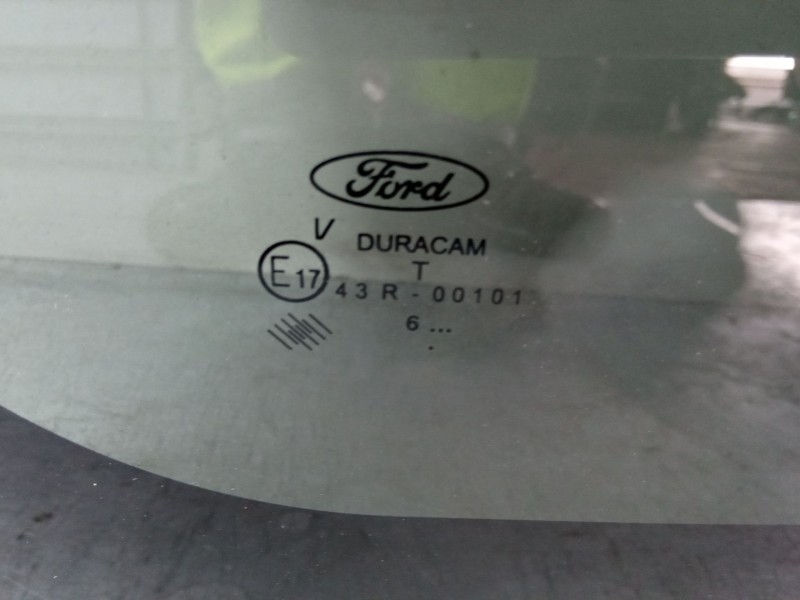 Ford
V DURACAM
E17 T
43R-00101
6...
.